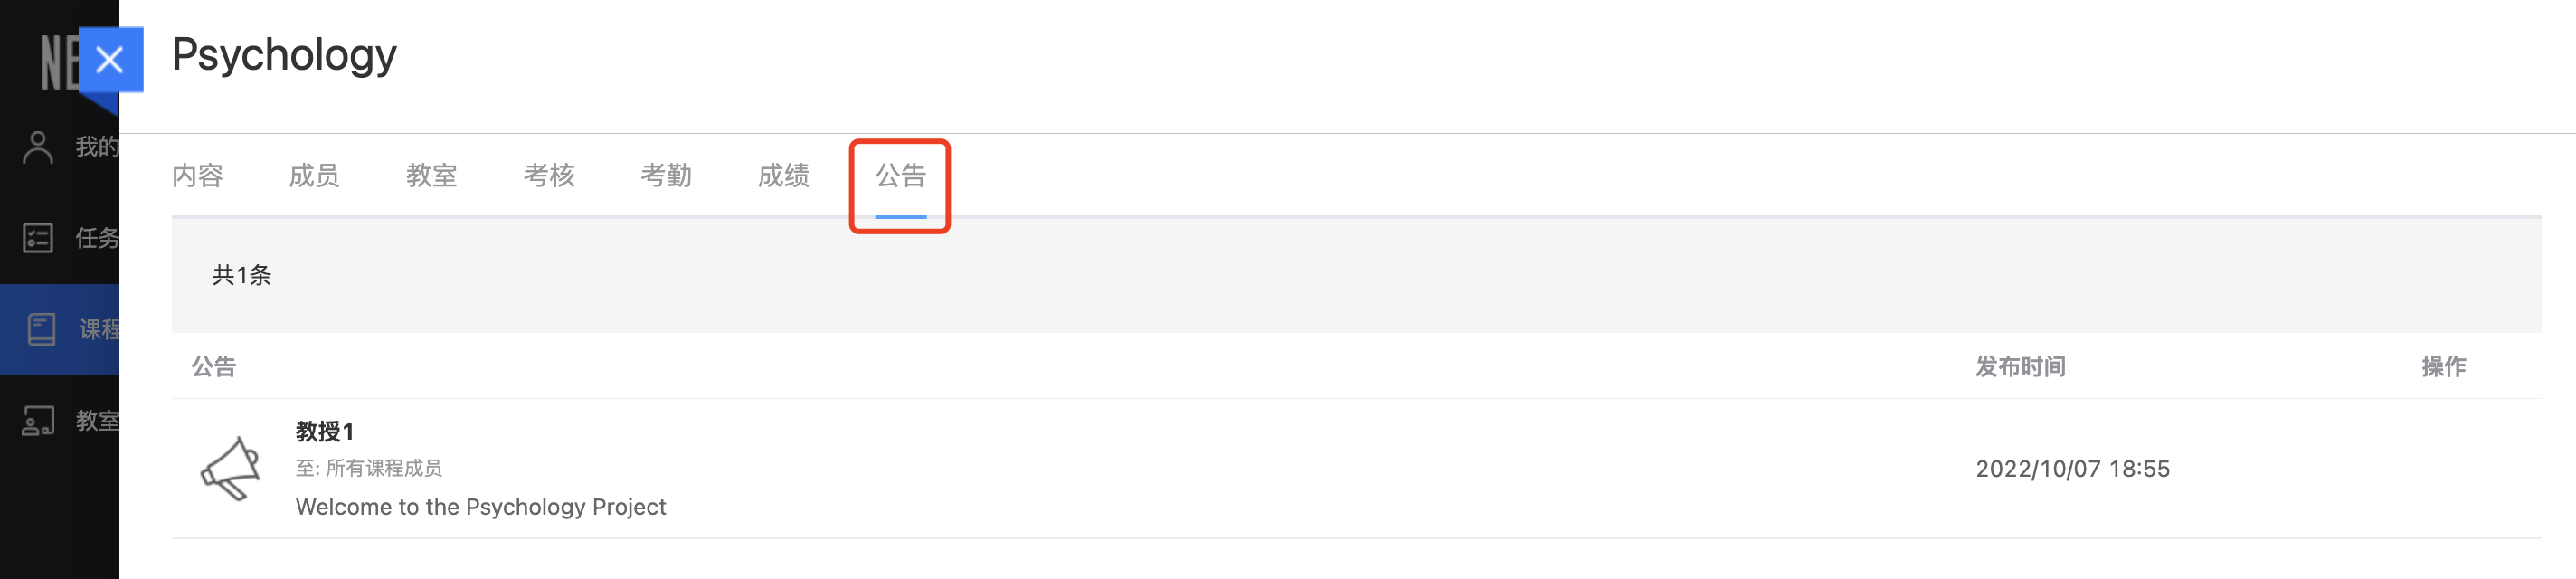 NE
Psychology
我的
任务
课程
教室
内容 成员 教室 考核 考勤 成绩 公告
共1条
公告 发布时间 操作
教授1
至: 所有课程成员
Welcome to the Psychology Project
2022/10/07 18:55